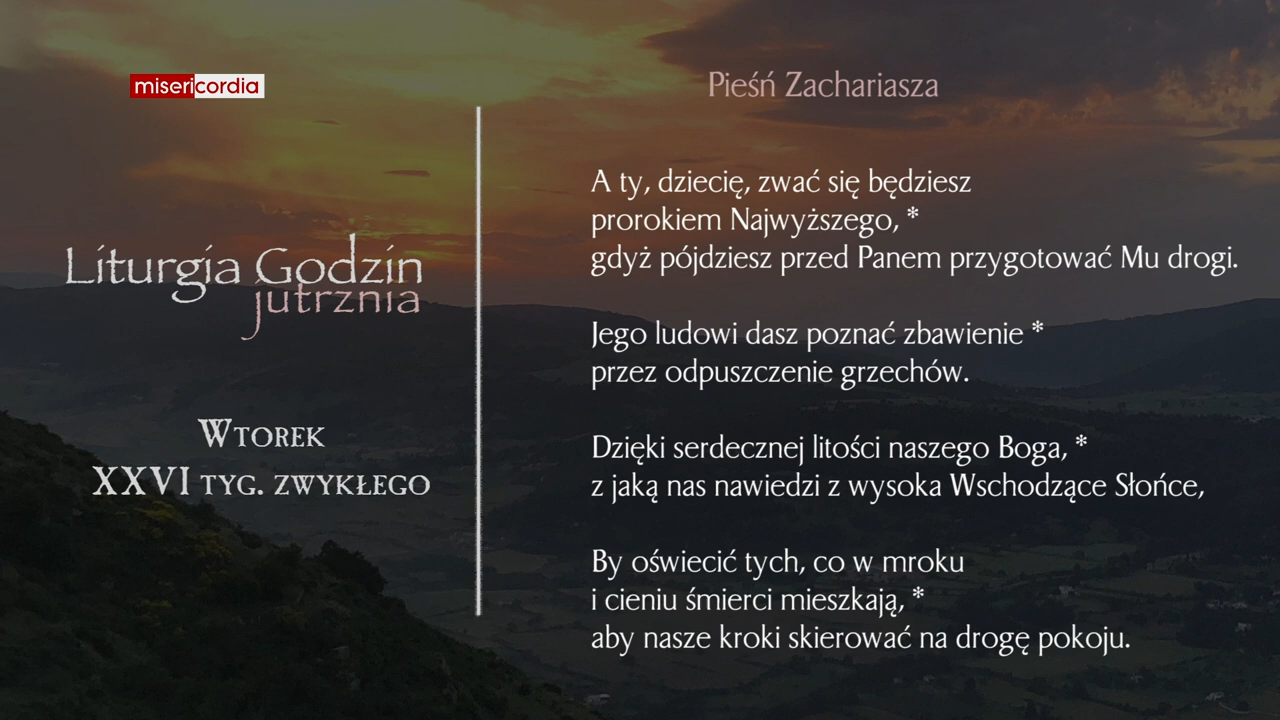 misericordia
Liturgia Godzin
jutrznia
Wtorek
XXVI tyg. zwykłego
Pieśń Zachariasza
A ty, dziecię, zwać się będziesz
prorokiem Najwyższego, *
gdyż pójdziesz przed Panem przygotować Mu drogi.
Jego ludowi dasz poznać zbawienie *
przez odpuszczenie grzechów.
Dzięki serdecznej litości naszego Boga, *
z jaką nas nawiedzi z wysoka Wschodzące Słońce,
By oświecić tych, co w mroku
i cieniu śmierci mieszkają, *
aby nasze kroki skierować na drogę pokoju.